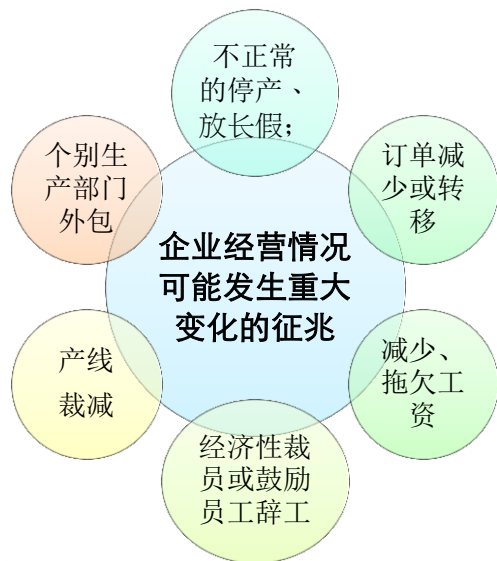 不正常
的停产、
放长假；
订单减
少或转
移
减少、
拖欠工
资
经济性裁
员或鼓励
员工辞工
产线
裁减
个别生
产部门
外包
企业经营情况
可能发生重大
变化的征兆